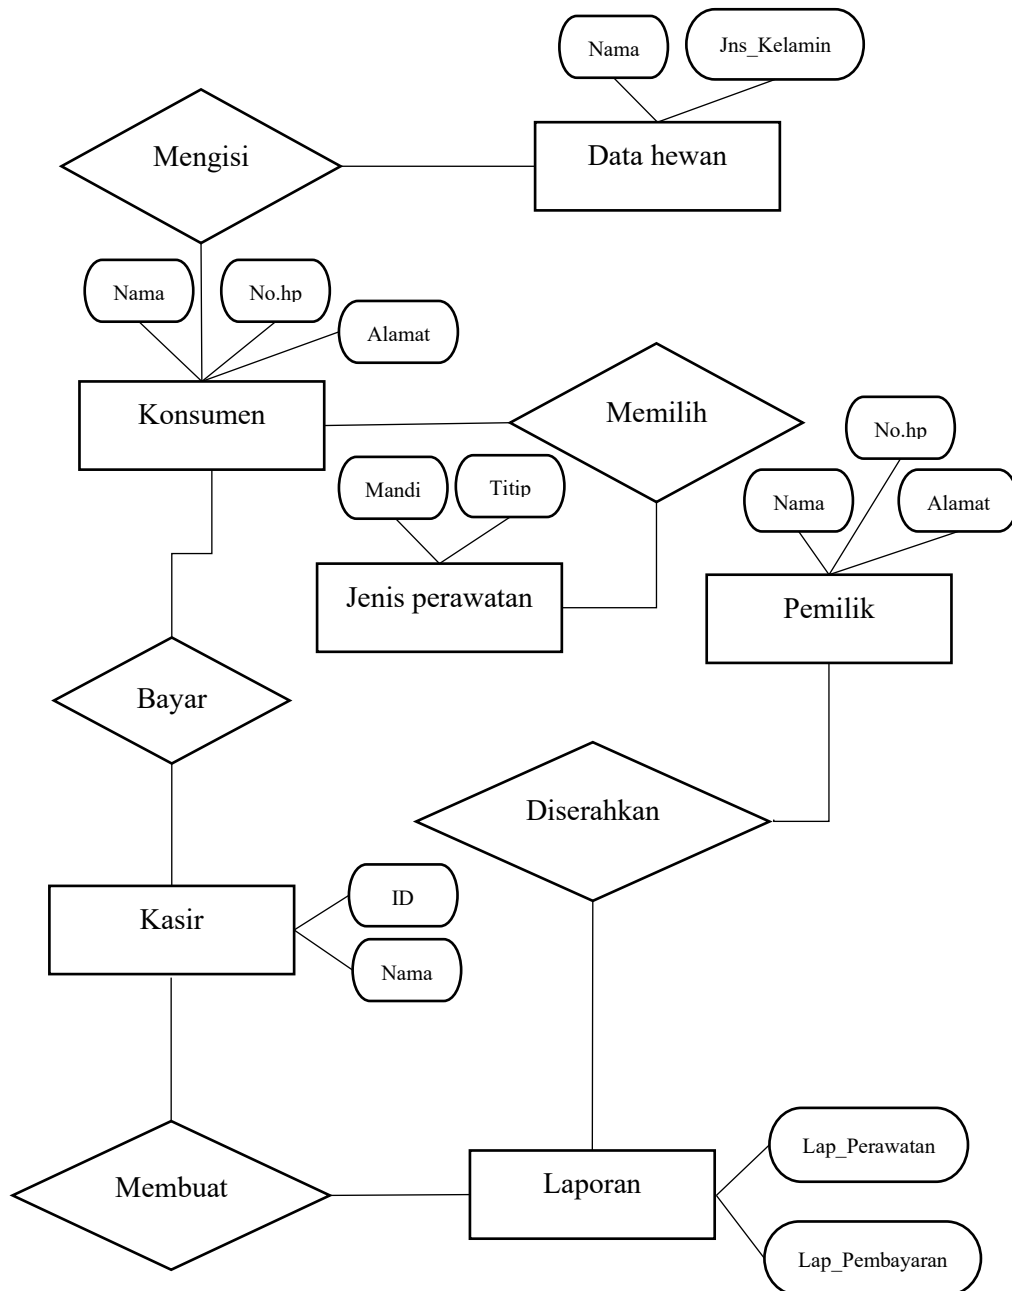 Nama
Jns_Kelamin
Mengisi
Data hewan
Nama
No.hp
Alamat
Konsumen
Memilih
No.hp
Mandi
Titip
Nama
Alamat
Jenis perawatan
Pemilik
Bayar
Diserahkan
ID
Kasir
Nama
Lap_Perawatan
Membuat
Laporan
Lap_Pembayaran